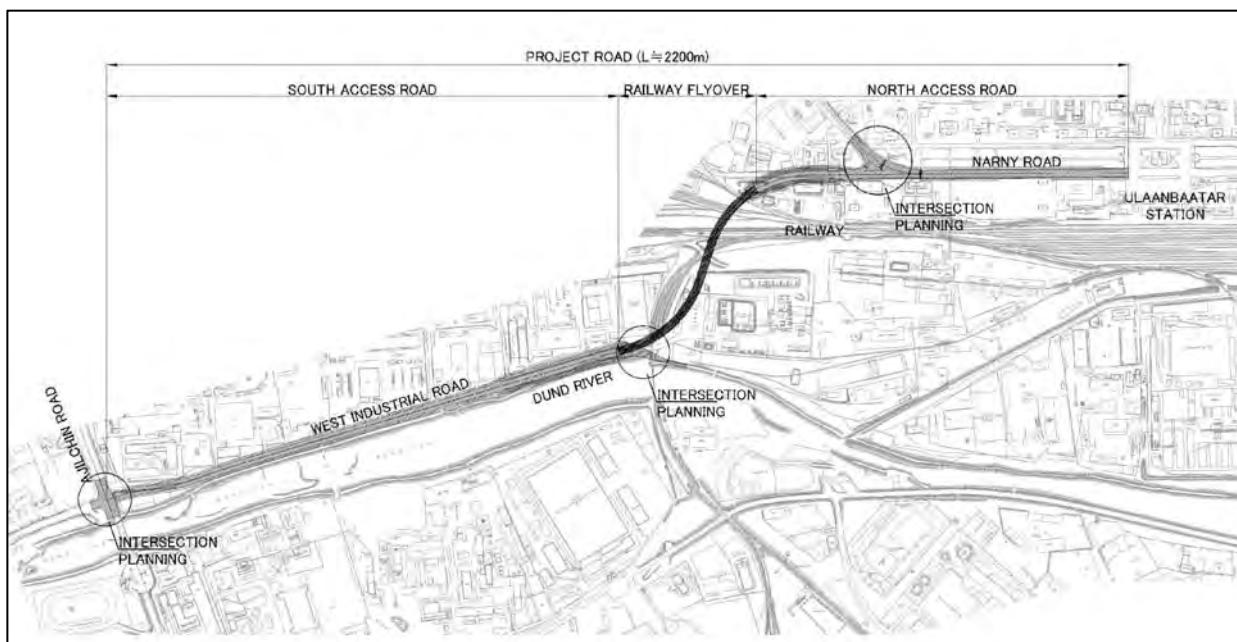 PROJECT ROAD (L≒2200m)
SOUTH ACCESS ROAD
RAILWAY FLYOVER
NORTH ACCESS ROAD
NARNY ROAD
ULAANBAATAR
STATION
INTERSECTION
PLANNING
RAILWAY
WEST INDUSTRIAL ROAD
DUND RIVER
INTERSECTION
PLANNING
AJILCHIN ROAD
INTERSECTION
PLANNING